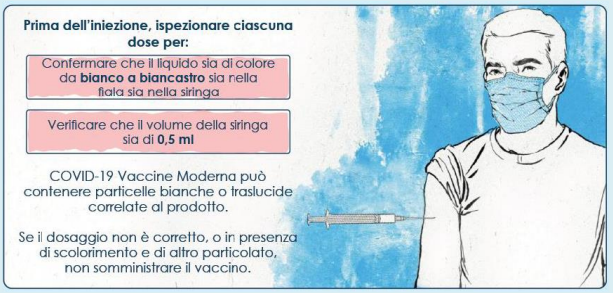 Prima dell'iniezione, ispezionare ciascuna
dose per:
Confermare che il liquido sia di colore
da bianco a biancastro sia nella
fiala sia nella siringa
Verificare che il volume della siringa
sia di 0,5 ml
COVID-19 Vaccine Moderna può
contenere particelle bianche o traslucide
correlate al prodotto.
Se il dosaggio non è corretto, o in presenza
di scolorimento e di altro particolato,
non somministrare il vaccino.